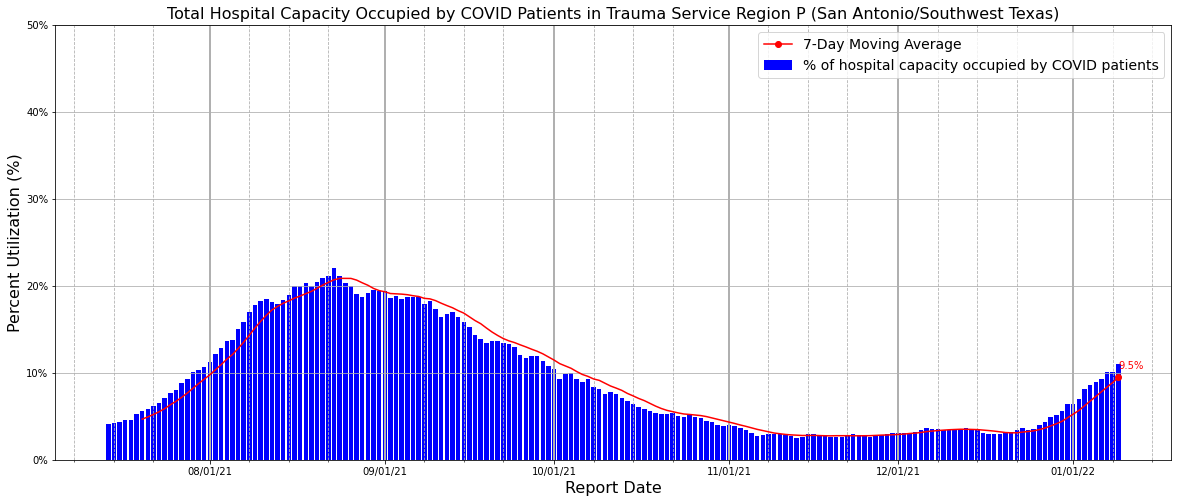 Total Hospital Capacity Occupied by COVID Patients in Trauma Service Region P (San Antonio/Southwest Texas)
7-Day Moving Average
% of hospital capacity occupied by COVID patients
Percent Utilization (%)
50%
40%
30%
20%
10%
0%
9.5%
08/01/21
09/01/21
10/01/21
11/01/21
12/01/21
01/01/22
Report Date